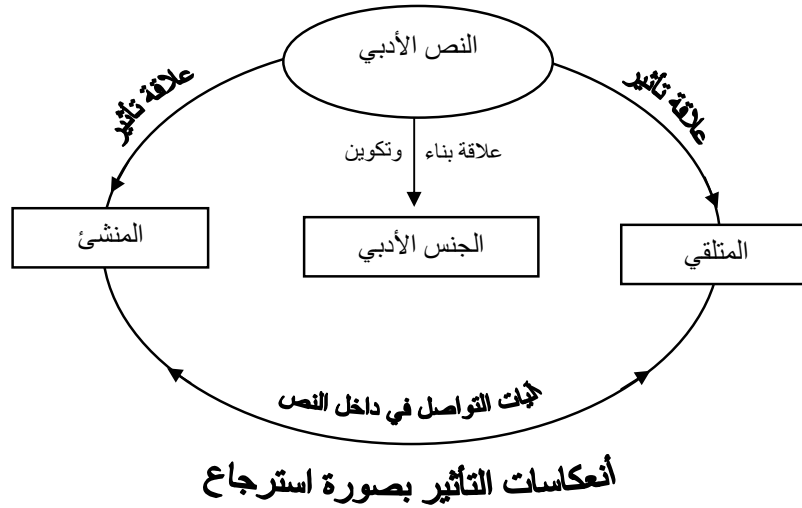 النص الأدبي
علاقة تأثير
علاقة تأثير
علاقة بناء وتكوين
المتلقي
الجنس الأدبي
المنشئ
آليات التواصل في داخل النص
أنعكاسات التأثير بصورة استرجاع